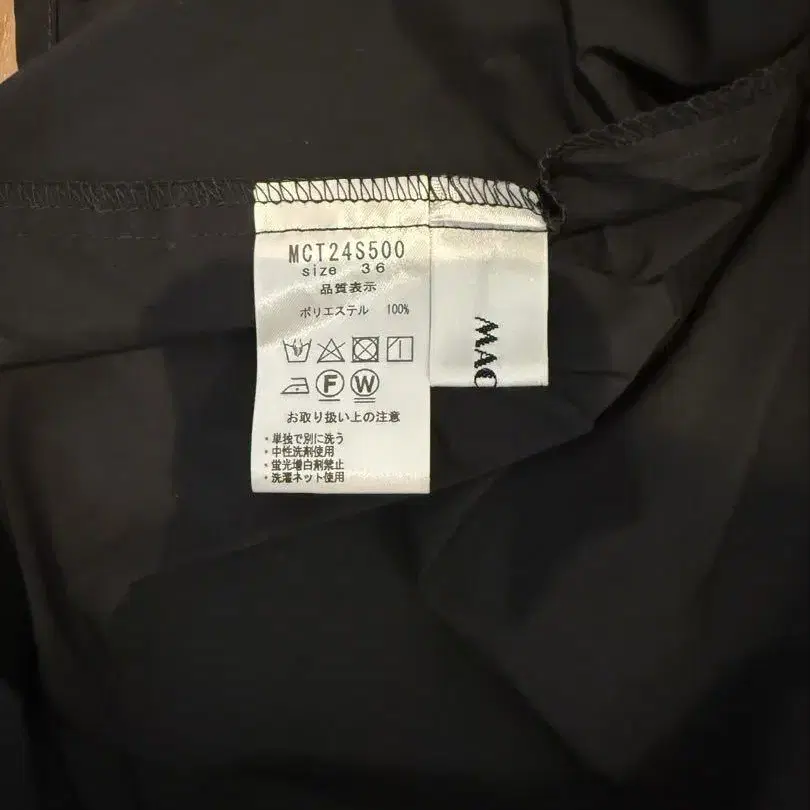 MCT24S500
size 36
品質表示
ポリエステル 100%
F W
お取り扱い上の注意
・単独で別に洗う
・中性洗剤使用
・蛍光増白剤禁止
・洗濯ネット使用
MAC